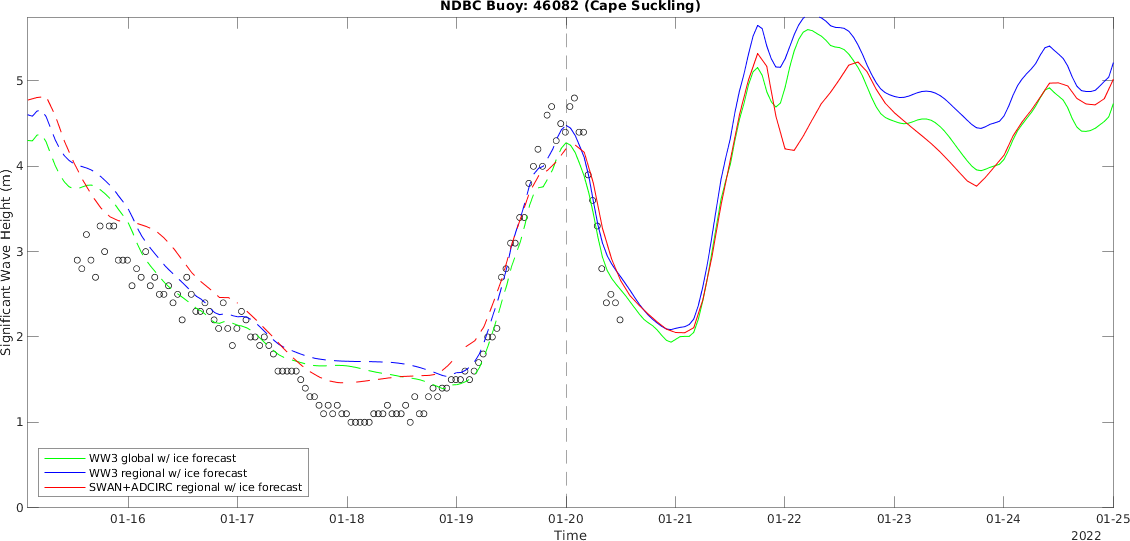 NDBC Buoy: 46082 (Cape Suckling)
Significant Wave Height (m)
5
4
3
2
1
0
WW3 global w/ ice forecast
WW3 regional w/ ice forecast
SWAN+ADCIRC regional w/ ice forecast
01-16 01-17 01-18 01-19 01-20 01-21 01-22 01-23 01-24 01-25
Time
2022